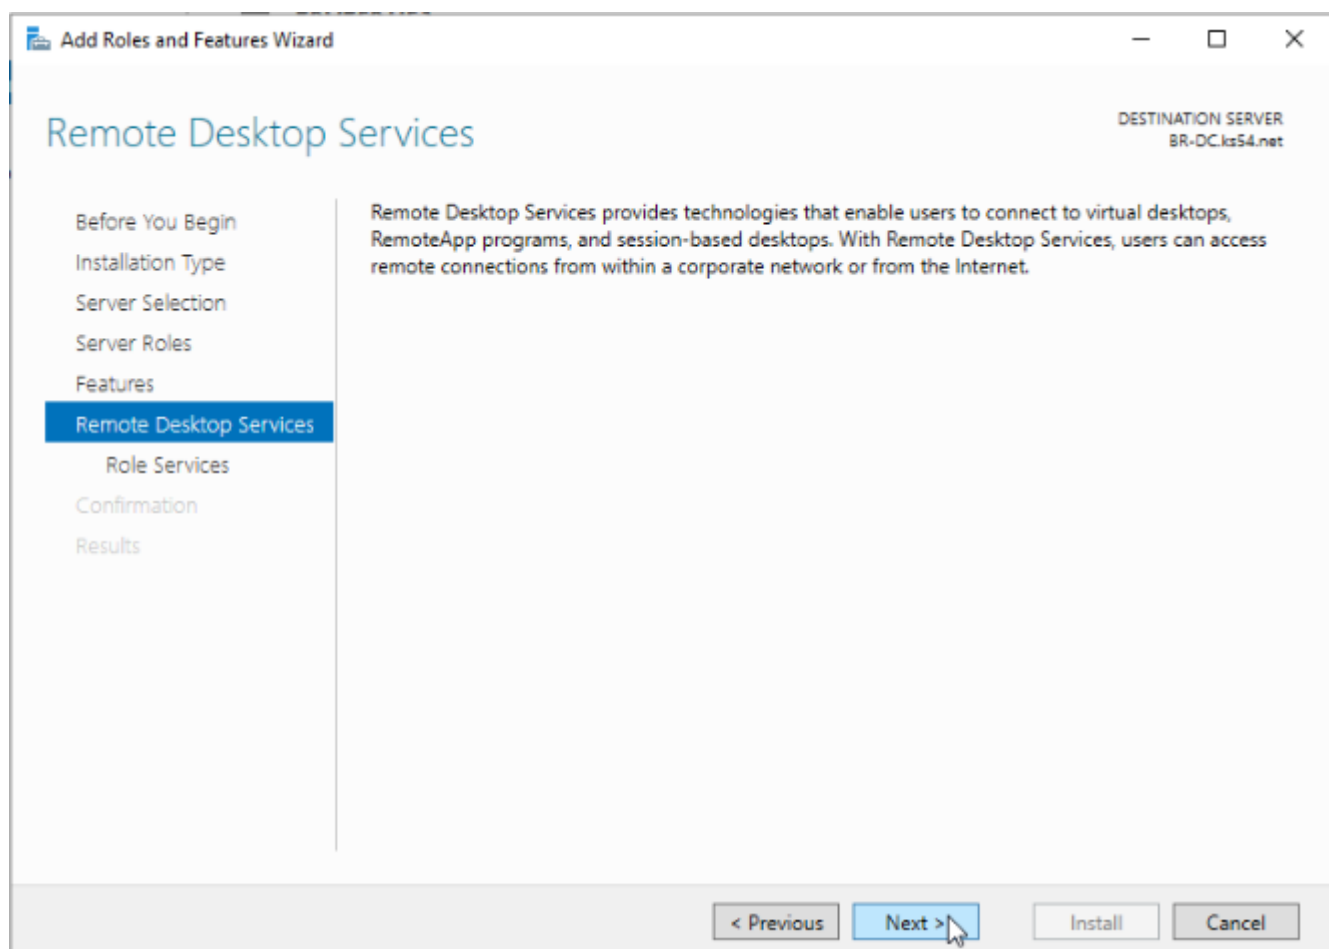 Add Roles and Features Wizard
Remote Desktop Services
DESTINATION SERVER
BR-DC.ks54.net
Before You Begin
Installation Type
Server Selection
Server Roles
Features
Remote Desktop Services
Role Services
Confirmation
Results
Remote Desktop Services provides technologies that enable users to connect to virtual desktops,
RemoteApp programs, and session-based desktops. With Remote Desktop Services, users can access
remote connections from within a corporate network or from the Internet.
< Previous
Next >
Install
Cancel